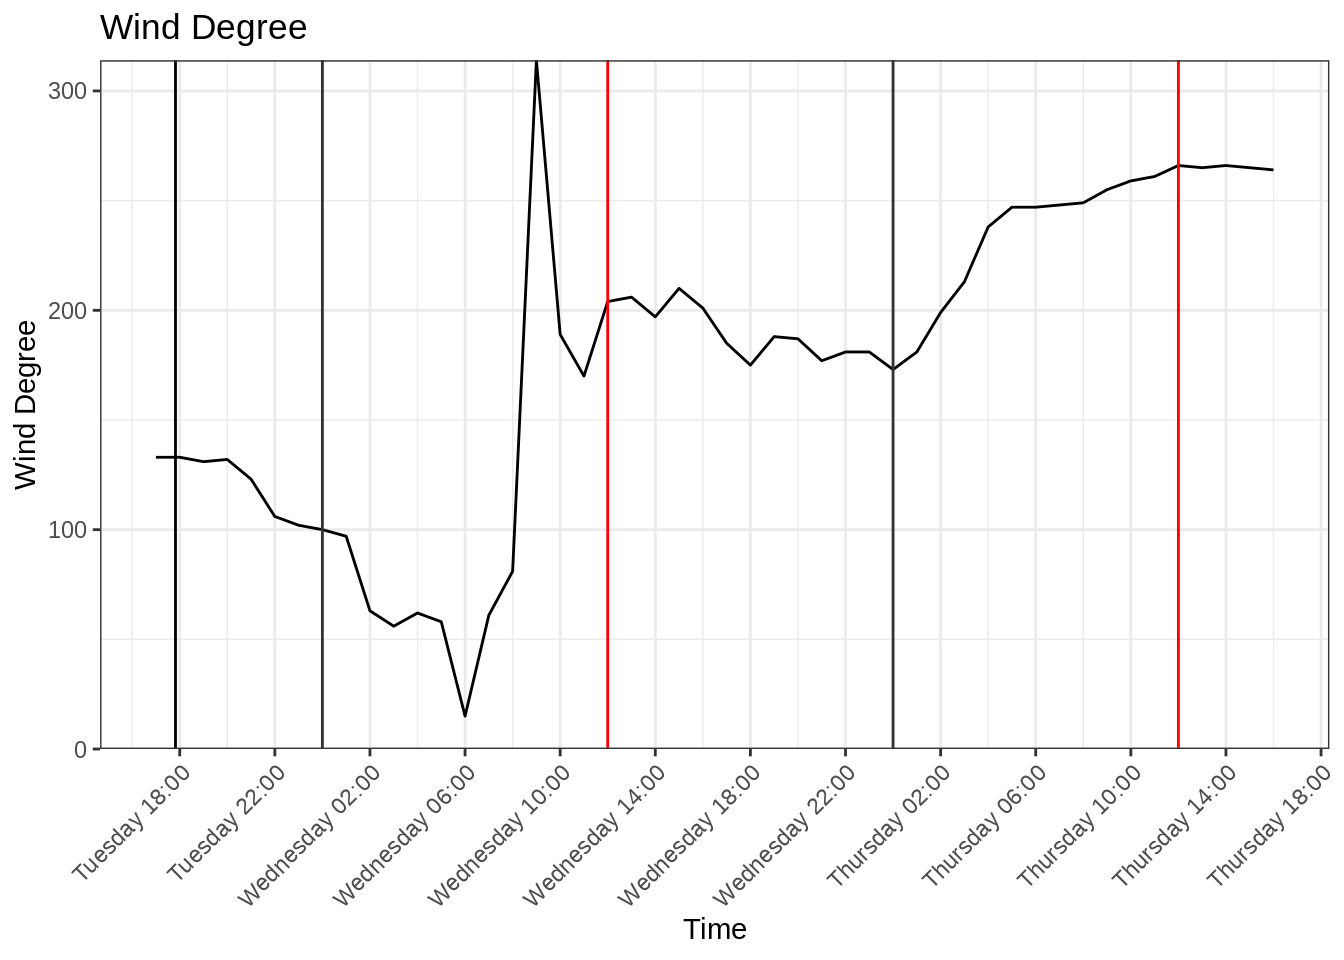 Wind Degree
Wind Degree
300
200
100
0
Tuesday 18:00
Tuesday 22:00
Wednesday 02:00
Wednesday 06:00
Wednesday 10:00
Wednesday 14:00
Wednesday 18:00
Wednesday 22:00
Thursday 02:00
Thursday 06:00
Thursday 10:00
Thursday 14:00
Thursday 18:00
Time